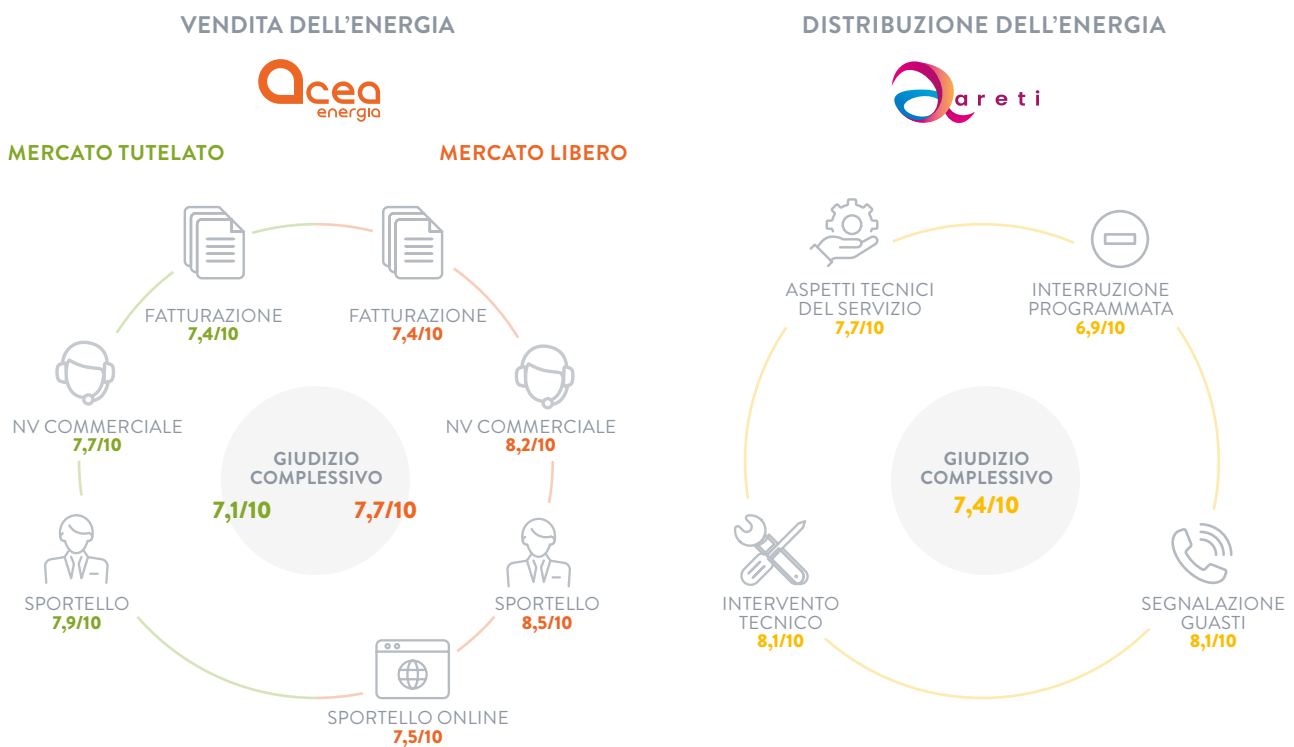 VENDITA DELL’ENERGIA
acea
energia
MERCATO TUTELATO
MERCATO LIBERO
FATTURAZIONE
7,4/10
FATTURAZIONE
7,4/10
NV COMMERCIALE
7,7/10
NV COMMERCIALE
8,2/10
GIUDIZIO
COMPLESSIVO
7,1/10
7,7/10
SPORTELLO
7,9/10
SPORTELLO
8,5/10
SPORTELLO ONLINE
7,5/10
DISTRIBUZIONE DELL’ENERGIA
areti
ASPETTI TECNICI
DEL SERVIZIO
7,7/10
INTERRUZIONE
PROGRAMMATA
6,9/10
GIUDIZIO
COMPLESSIVO
7,4/10
INTERVENTO
TECNICO
8,1/10
SEGNALAZIONE
GUASTI
8,1/10